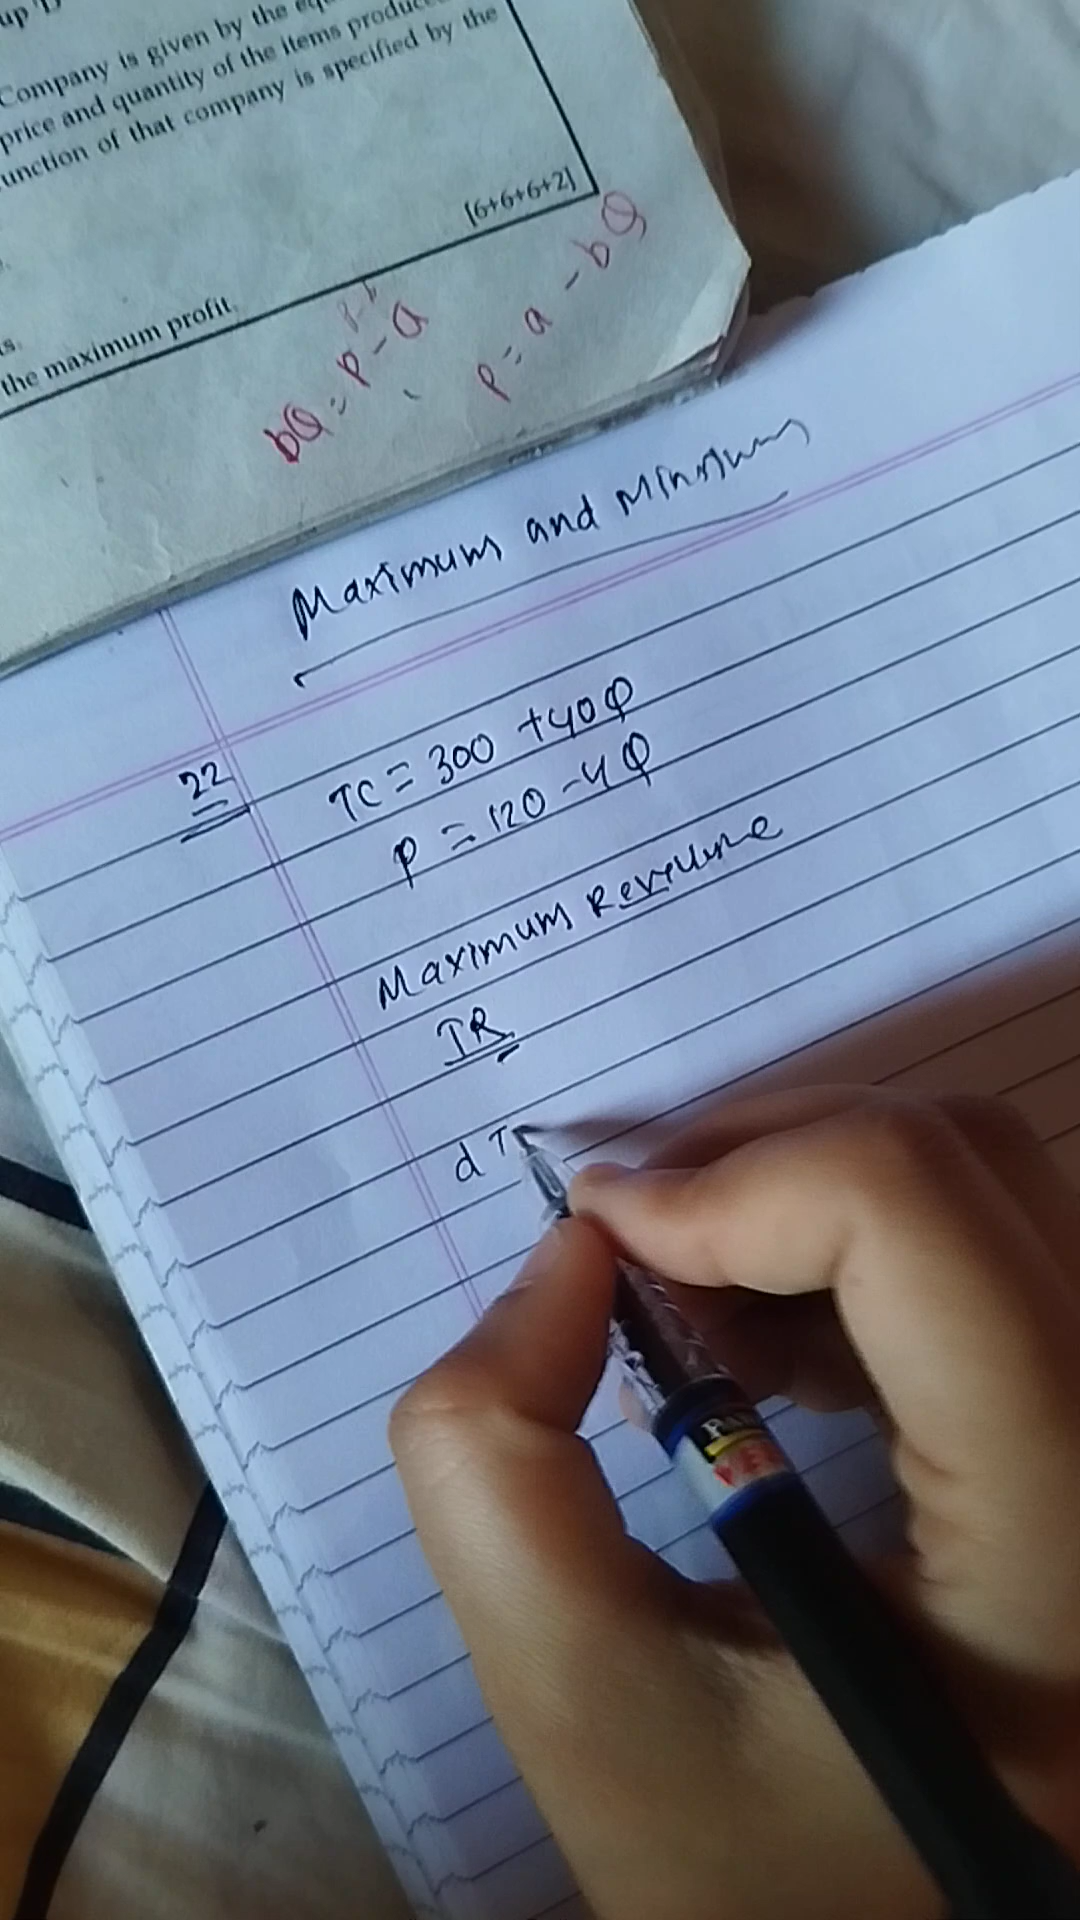 up 'D'
Company is given by the
price and quantity of the items
unction of that company is specified by the
[6+6+6+2]
s.
the maximum profit.
bQ = P - a
P = a - bQ
Maximum and
22
TC = 300 + 40Q
P = 120 - 4Q
Maximum Revenue
TR
d T